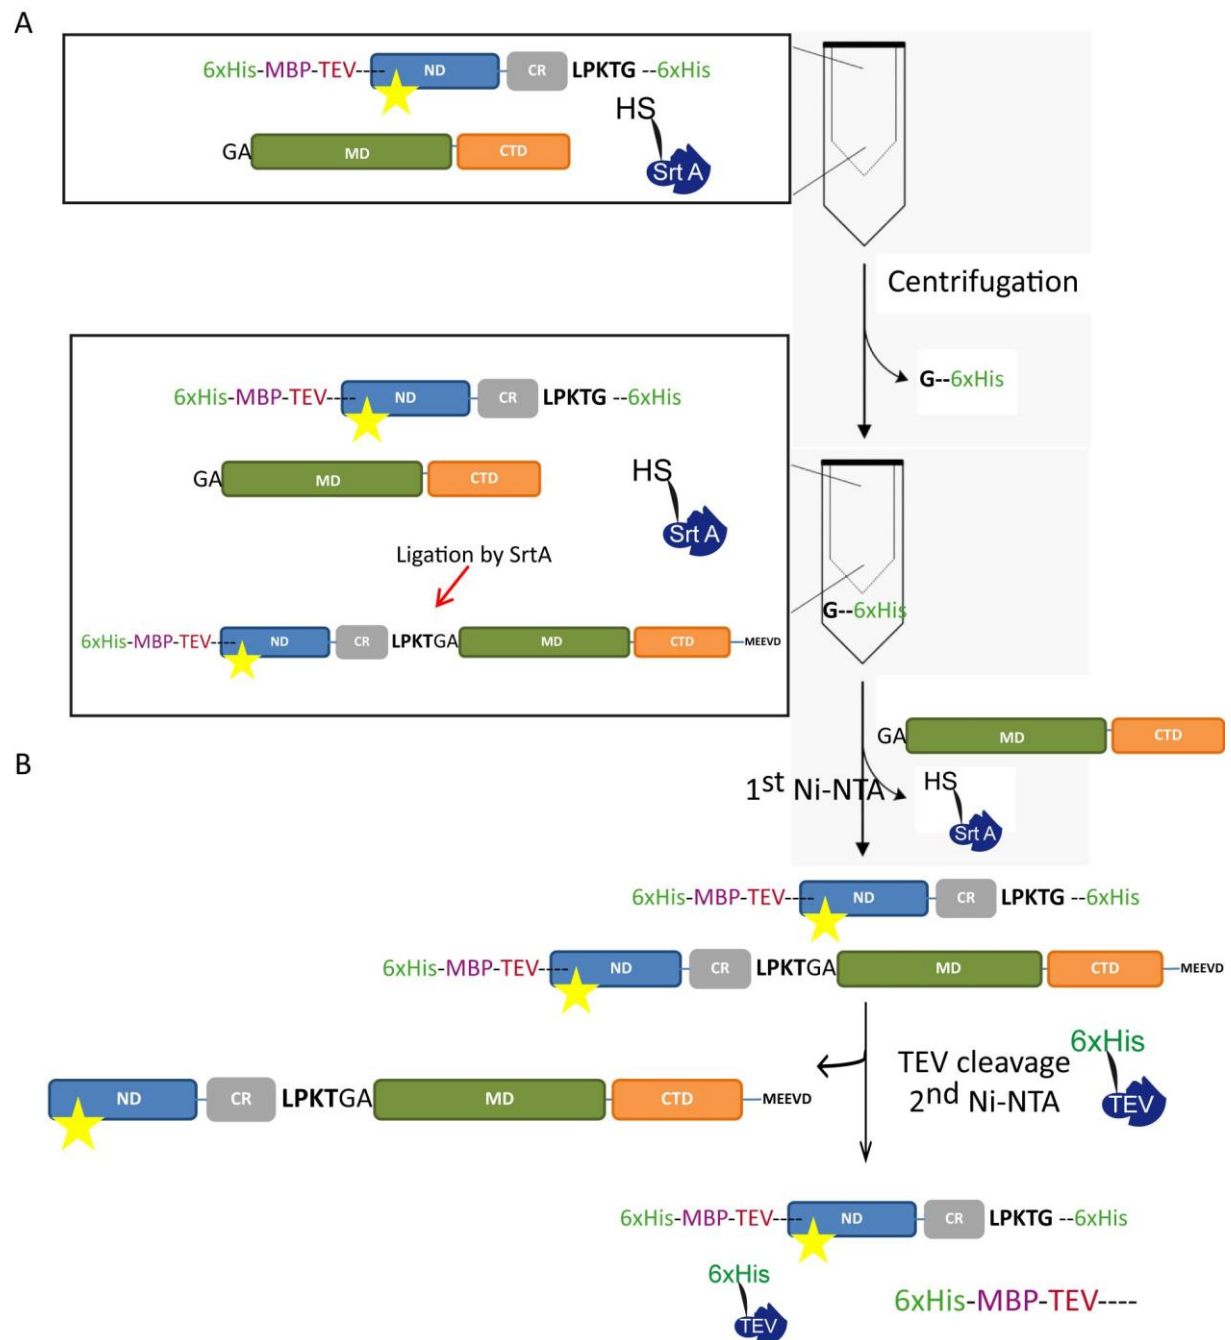 A
6xHis-MBP-TEV---- ND CR LPKTG --6xHis
HS
GA MD CTD
Srt A
Centrifugation
G--6xHis
6xHis-MBP-TEV---- ND CR LPKTG --6xHis
GA MD CTD
HS
Srt A
Ligation by SrtA
G--6xHis
6xHis-MBP-TEV---- ND CR LPKTGA MD CTD MEEVD
GA MD CTD
B
1st Ni-NTA
HS
Srt A
6xHis-MBP-TEV---- ND CR LPKTG --6xHis
6xHis-MBP-TEV---- ND CR LPKTGA MD CTD MEEVD
6xHis
TEV cleavage
2nd Ni-NTA
TEV
ND CR LPKTGA MD CTD MEEVD
6xHis-MBP-TEV---- ND CR LPKTG --6xHis
6xHis
TEV
6xHis-MBP-TEV----